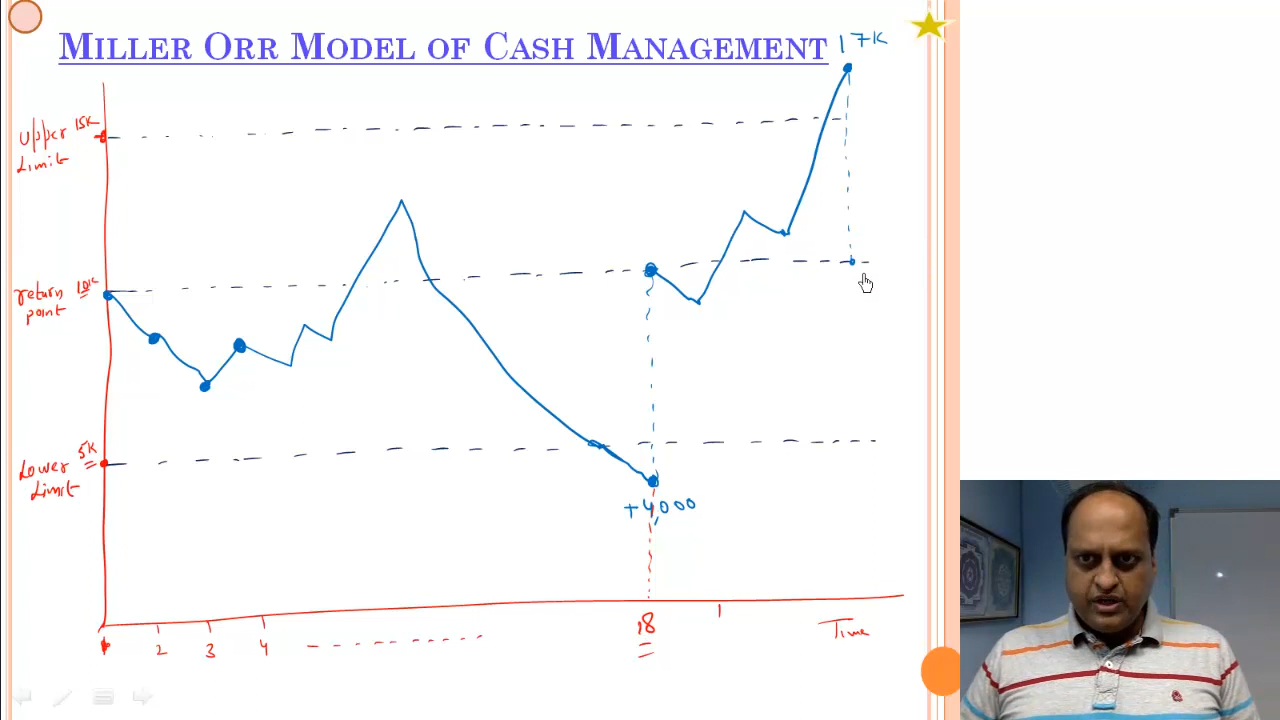 MILLER ORR MODEL OF CASH MANAGEMENT
17K
Upper 15K
Limit
return 10K
point
5K
Lower
Limit
+4,000
1 2 3 4
18
Time